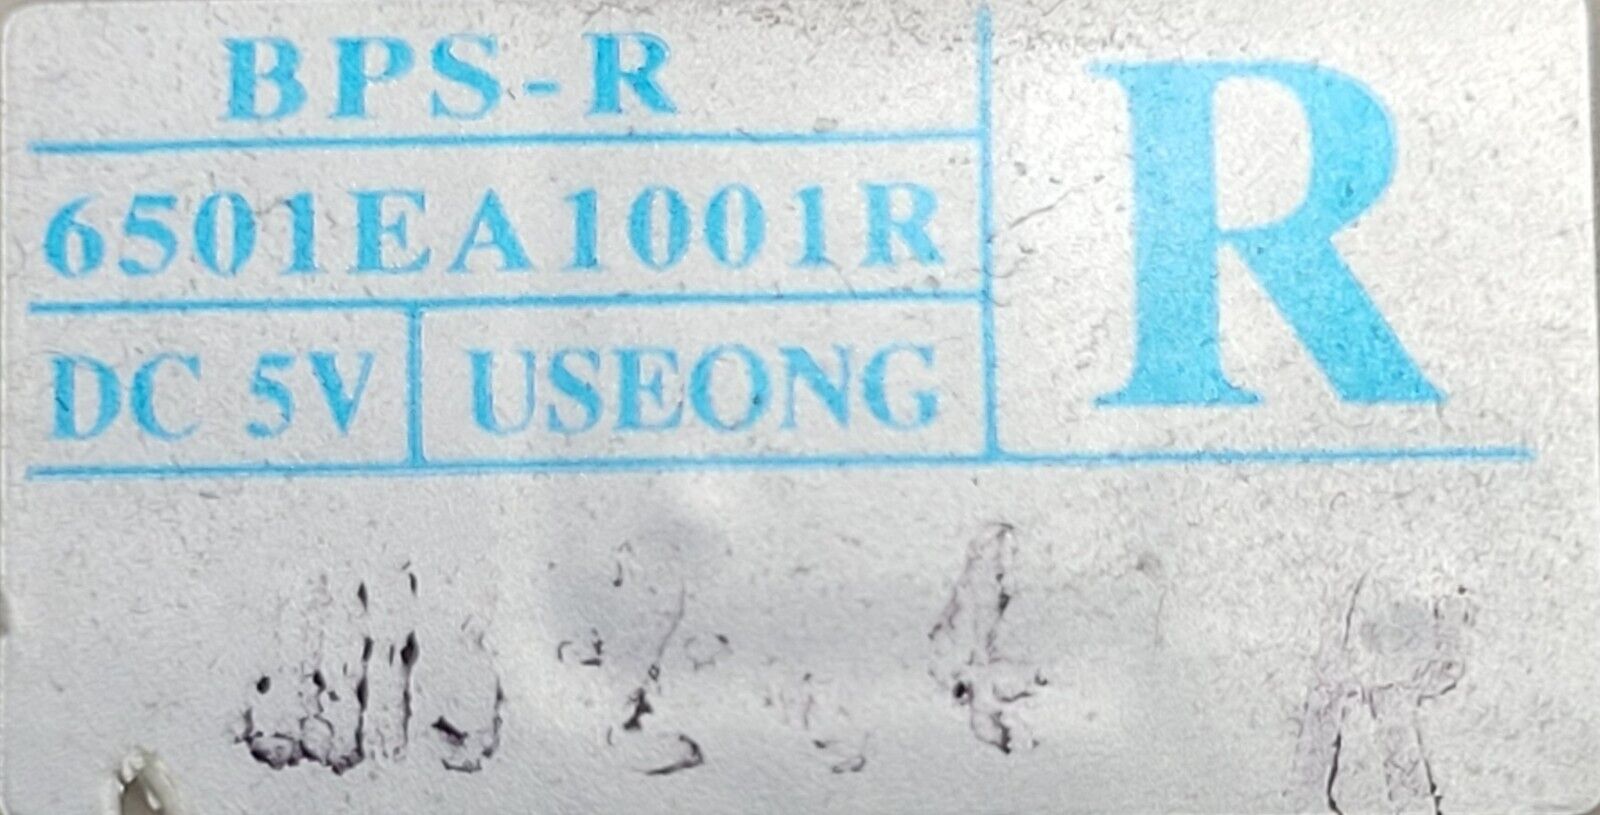 BPS-R
R
6501EA1001R
DC 5V USEONG
R